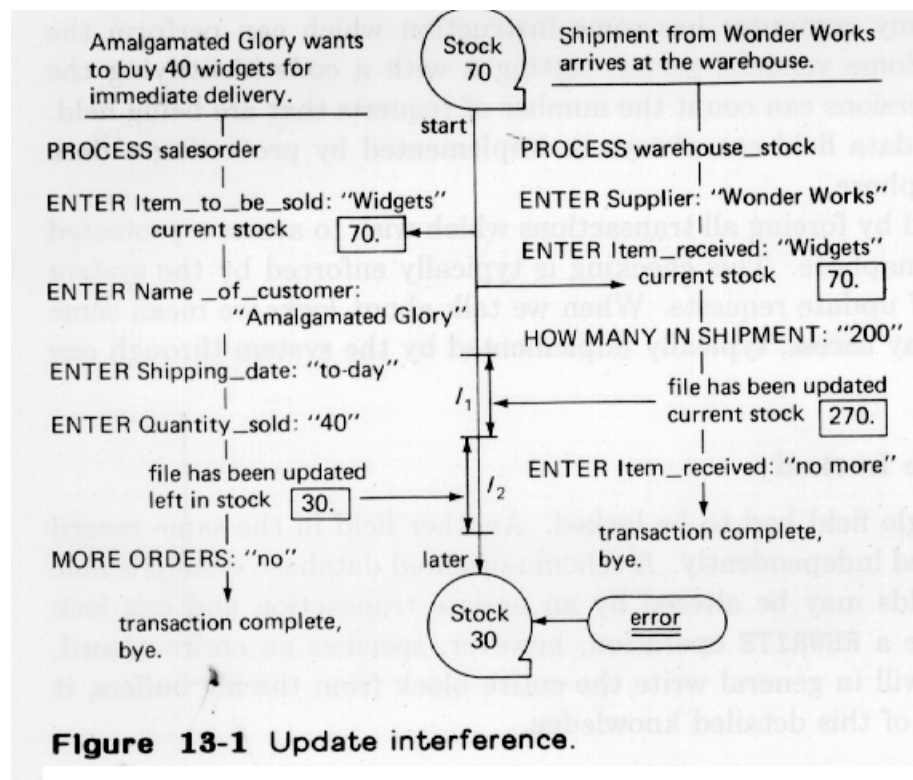 Amalgamated Glory wants
to buy 40 widgets for
immediate delivery.
Stock
70
Shipment from Wonder Works
arrives at the warehouse.
start
PROCESS salesorder
PROCESS warehouse_stock
ENTER Item_to_be_sold: "Widgets"
current stock 70.
ENTER Supplier: "Wonder Works"
ENTER Item_received: "Widgets"
current stock 70.
ENTER Name_of_customer:
"Amalgamated Glory"
HOW MANY IN SHIPMENT: "200"
ENTER Shipping_date: "to-day"
I1
file has been updated
current stock 270.
ENTER Quantity_sold: "40"
file has been updated
left in stock 30.
I2
ENTER Item_received: "no more"
MORE ORDERS: "no"
later
transaction complete,
bye.
transaction complete,
bye.
Stock
30
error
Figure 13-1 Update interference.